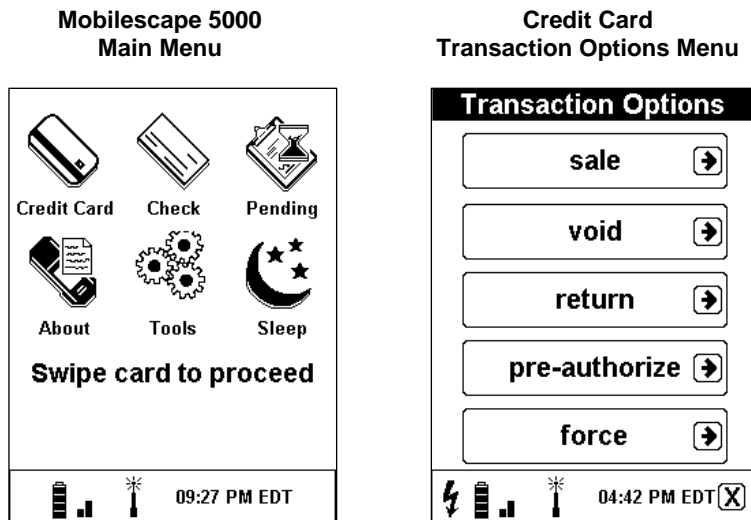 Mobilescape 5000
Main Menu
Credit Card
Check
Pending
About
Tools
Sleep
Swipe card to proceed
09:27 PM EDT
Credit Card
Transaction Options Menu
Transaction Options
sale
void
return
pre-authorize
force
04:42 PM EDT X